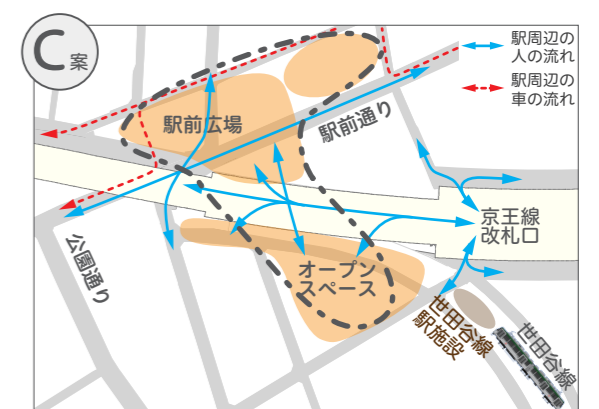 C案
駅周辺の
人の流れ
駅周辺の
車の流れ
駅前広場
駅前通り
京王線
改札口
公園通り
オープン
スペース
世田谷線
駅施設
世田谷線